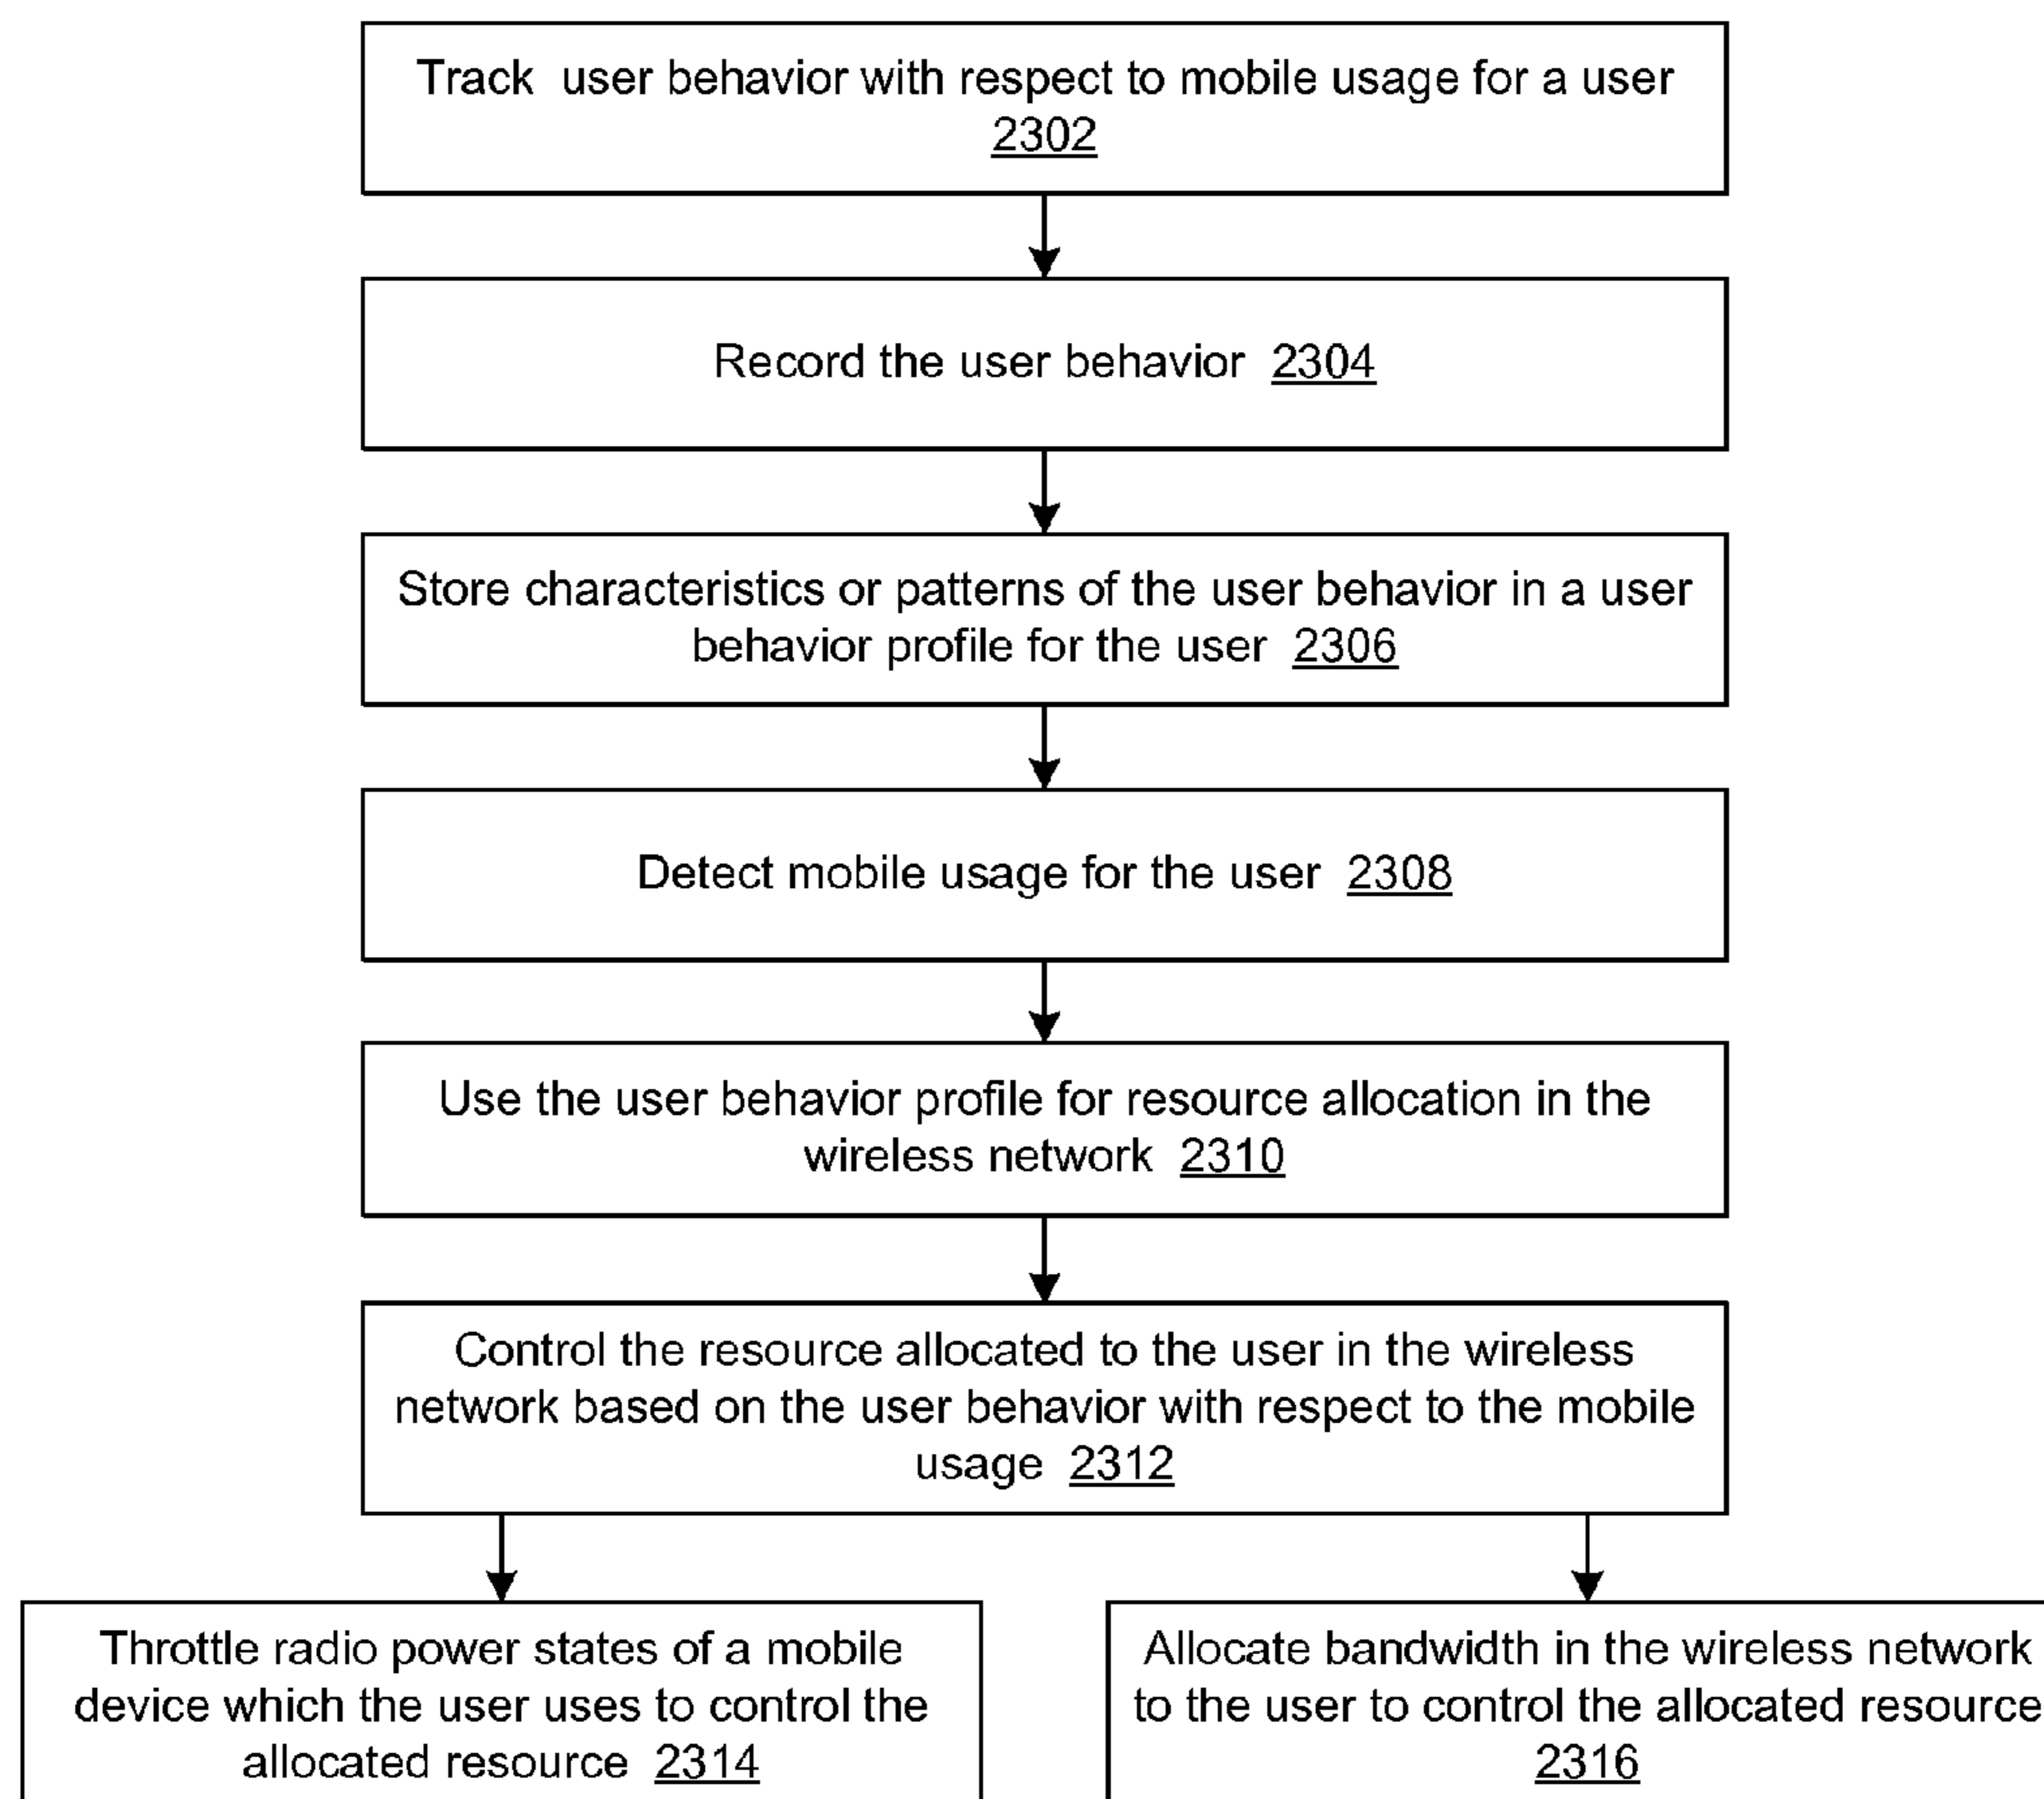 Track user behavior with respect to mobile usage for a user
2302
Record the user behavior 2304
Store characteristics or patterns of the user behavior in a user
behavior profile for the user 2306
Detect mobile usage for the user 2308
Use the user behavior profile for resource allocation in the
wireless network 2310
Control the resource allocated to the user in the wireless
network based on the user behavior with respect to the mobile
usage 2312
Throttle radio power states of a mobile
device which the user uses to control the
allocated resource 2314
Allocate bandwidth in the wireless network
to the user to control the allocated resource
2316